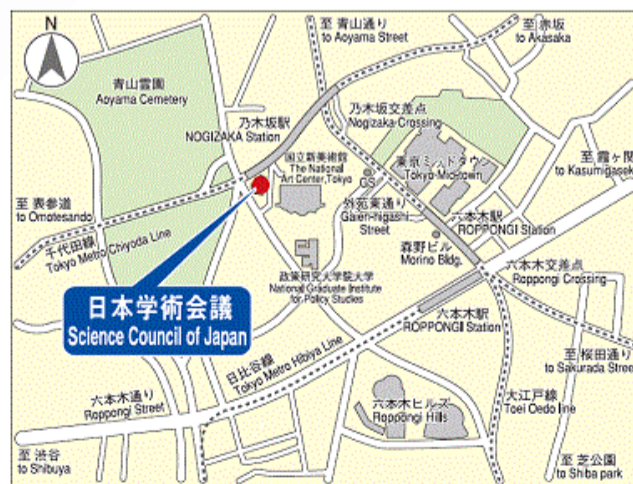 N
至 青山通り
to Aoyama Street
至 赤坂
to Akasaka
青山霊園
Aoyama Cemetery
乃木坂駅
NOGIZAKA Station
乃木坂交差点
Nogizaka Crossing
国立新美術館
The National
Art Center,Tokyo
東京ミッドタウン
Tokyo Mid-town
GS
至 霞ヶ関
to Kasumigaseki
至 表参道
to Omotesando
外苑東通り
Gaien-higashi
Street
六本木駅
ROPPONGI Station
千代田線
Tokyo Metro Chiyoda Line
森野ビル
Morino Bldg.
六本木交差点
Roppongi Crossing
政策研究大学院大学
National Graduate Institute
for Policy Studies
日本学術会議
Science Council of Japan
六本木駅
ROPPONGI Station
日比谷線
Tokyo Metro Hibiya Line
至 桜田通り
to Sakurada Street
六本木通り
Roppongi Street
六本木ヒルズ
Roppongi Hills
大江戸線
Toei Oedo line
至 渋谷
to Shibuya
至 芝公園
to Shiba park